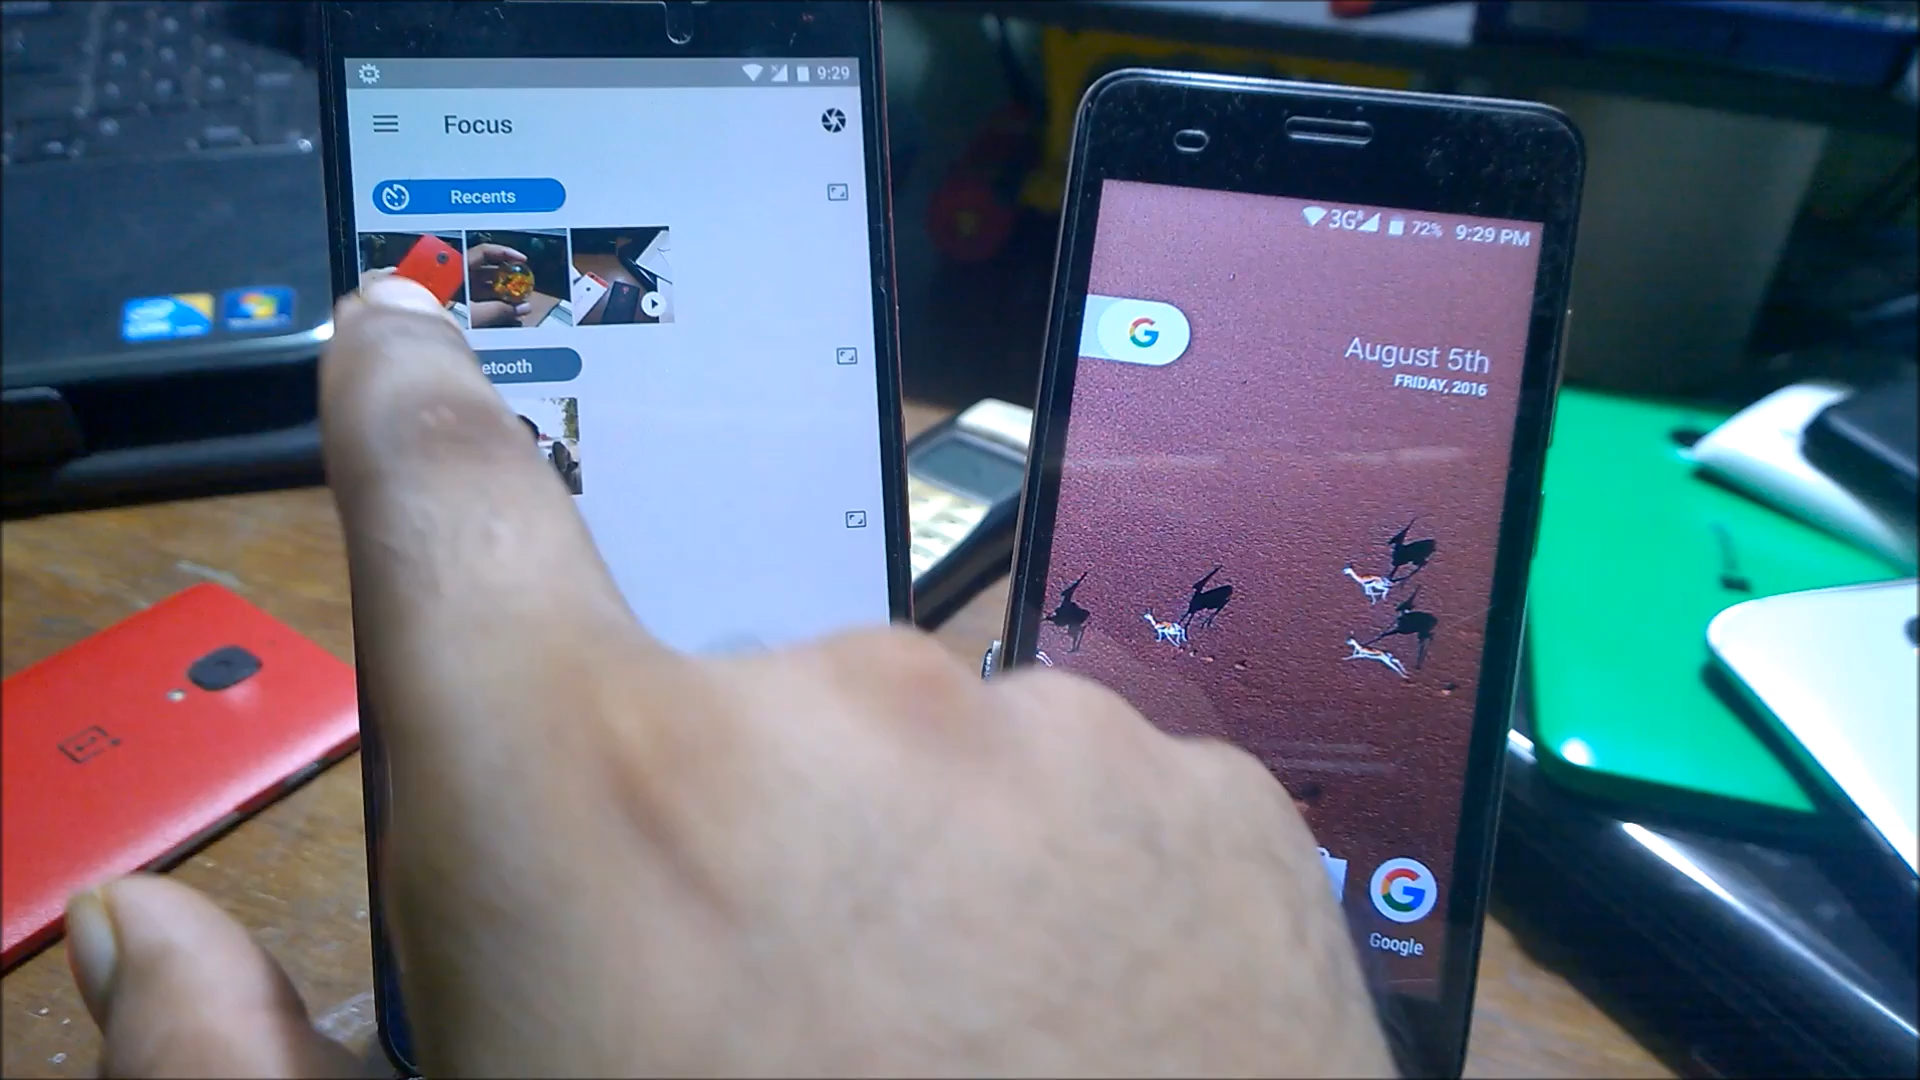 9:29
Focus
Recents
etooth
3G 72% 9:29 PM
G
August 5th
FRIDAY, 2016
G
Google